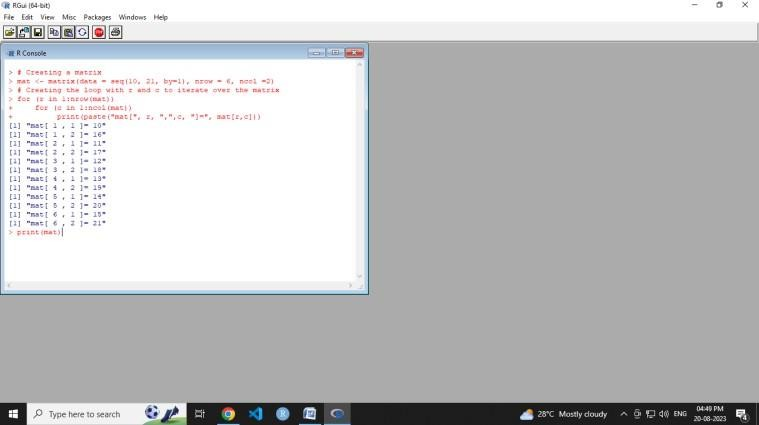 RGui (64-bit)
File Edit View Misc Packages Windows Help
R Console
> # Creating a matrix
> mat <- matrix(data = seq(10, 21, by=1), nrow = 6, ncol =2)
> # Creating the loop with r and c to iterate over the matrix
> for (r in 1:nrow(mat))
+     for (c in 1:ncol(mat))
+          print(paste("mat[", r, ",",c, "]=", mat[r,c]))
[1] "mat[ 1 , 1 ]= 10"
[1] "mat[ 1 , 2 ]= 16"
[1] "mat[ 2 , 1 ]= 11"
[1] "mat[ 2 , 2 ]= 17"
[1] "mat[ 3 , 1 ]= 12"
[1] "mat[ 3 , 2 ]= 18"
[1] "mat[ 4 , 1 ]= 13"
[1] "mat[ 4 , 2 ]= 19"
[1] "mat[ 5 , 1 ]= 14"
[1] "mat[ 5 , 2 ]= 20"
[1] "mat[ 6 , 1 ]= 15"
[1] "mat[ 6 , 2 ]= 21"
> print(mat)
Type here to search
28°C Mostly cloudy
ENG
04:49 PM
20-08-2023
4